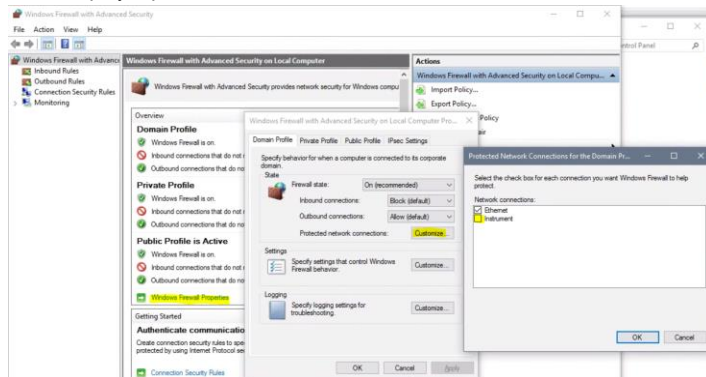 Windows Firewall with Advanced Security
File Action View Help
Windows Firewall with Advanc
Inbound Rules
Outbound Rules
Connection Security Rules
Monitoring
Windows Firewall with Advanced Security on Local Computer
Windows Firewall with Advanced Security provides network security for Windows compu
Overview
Domain Profile
Windows Firewall is on.
Inbound connections that do not
Outbound connections that do no
Private Profile
Windows Firewall is on.
Inbound connections that do not
Outbound connections that do no
Public Profile is Active
Windows Firewall is on.
Inbound connections that do not
Outbound connections that do no
Windows Firewall Properties
Getting Started
Authenticate communicatio
Create connection security rules to spe
protected by using Internet Protocol se
Connection Security Rules
Actions
Windows Firewall with Advanced Security on Local Compu...
Import Policy...
Export Policy...
Policy
air
ntrol Panel
Windows Firewall with Advanced Security on Local Computer Pro...
Domain Profile Private Profile Public Profile IPsec Settings
Specify behavior for when a computer is connected to its corporate
domain.
State
Firewall state: On (recommended)
Inbound connections: Block (default)
Outbound connections: Allow (default)
Protected network connections: Customize...
Settings
Specify settings that control Windows
Firewall behavior.
Customize...
Logging
Specify logging settings for
troubleshooting.
Customize...
OK Cancel Apply
Protected Network Connections for the Domain Pr...
Select the check box for each connection you want Windows Firewall to help
protect.
Network connections:
Ethernet
Instrument
OK Cancel